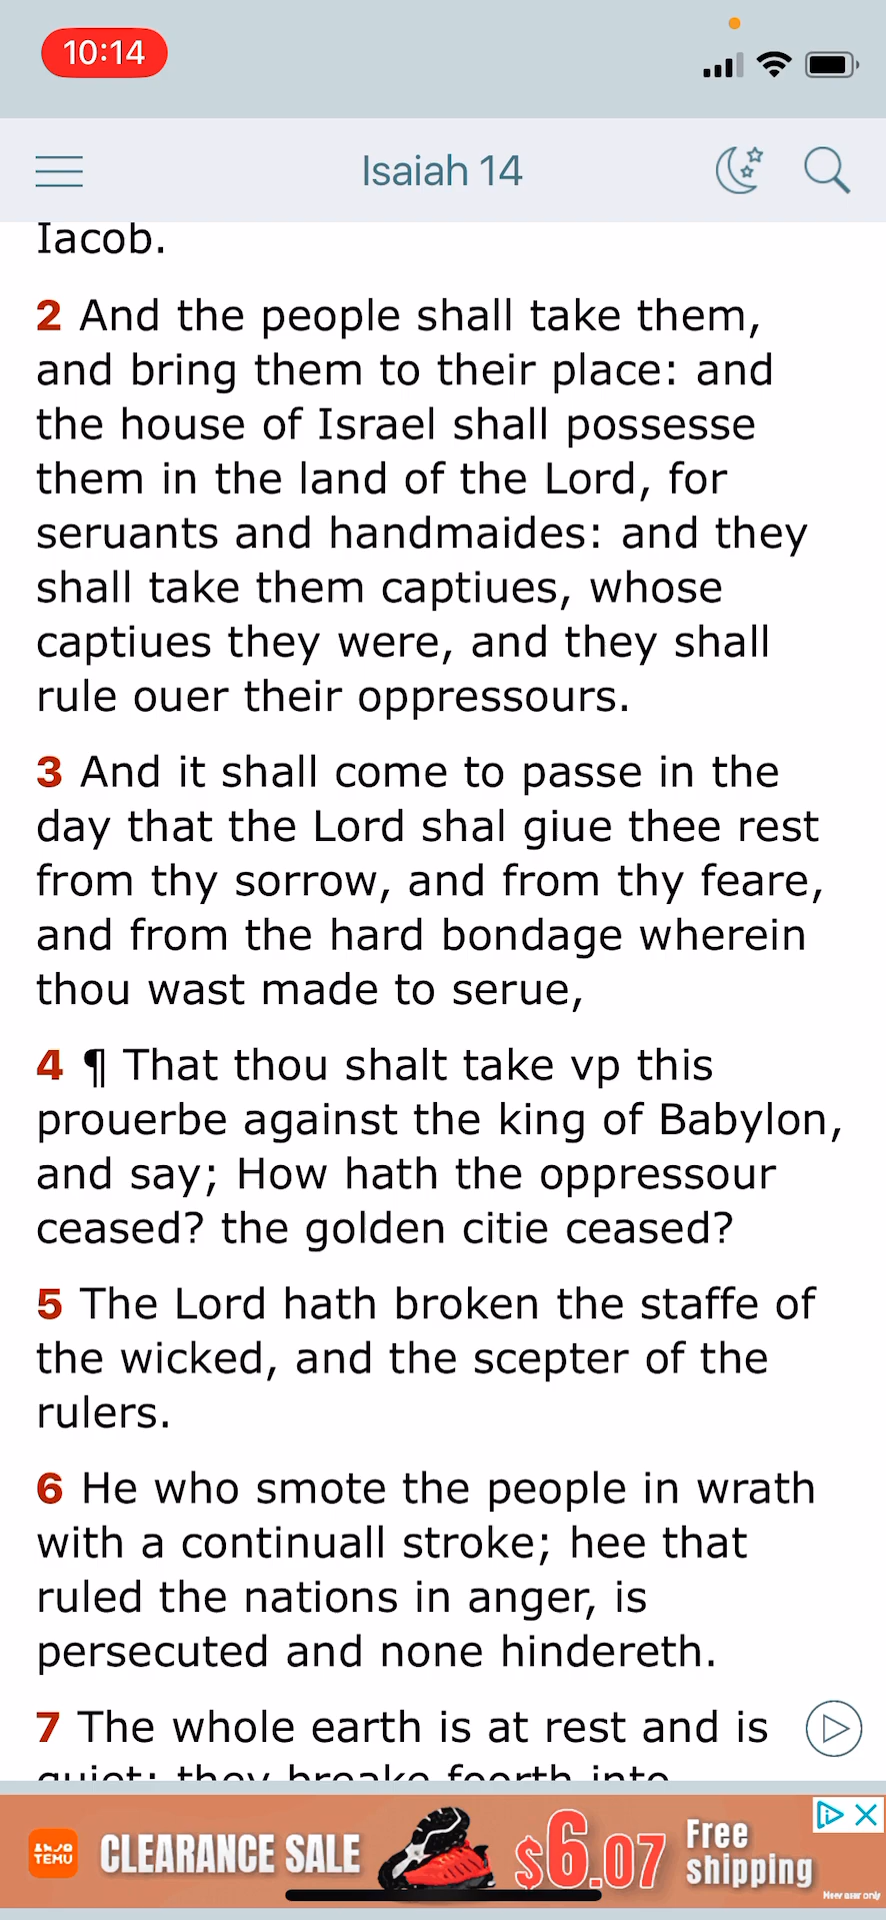 10:14
Isaiah 14
Iacob.
2 And the people shall take them,
and bring them to their place: and
the house of Israel shall possesse
them in the land of the Lord, for
seruants and handmaides: and they
shall take them captiues, whose
captiues they were, and they shall
rule ouer their oppressours.
3 And it shall come to passe in the
day that the Lord shal giue thee rest
from thy sorrow, and from thy feare,
and from the hard bondage wherein
thou wast made to serue,
4 ¶ That thou shalt take vp this
prouerbe against the king of Babylon,
and say; How hath the oppressour
ceased? the golden citie ceased?
5 The Lord hath broken the staffe of
the wicked, and the scepter of the
rulers.
6 He who smote the people in wrath
with a continuall stroke; hee that
ruled the nations in anger, is
persecuted and none hindereth.
7 The whole earth is at rest and is
quiet: they breake foorth into
TEMU
CLEARANCE SALE
$6.07
Free
shipping
New user only